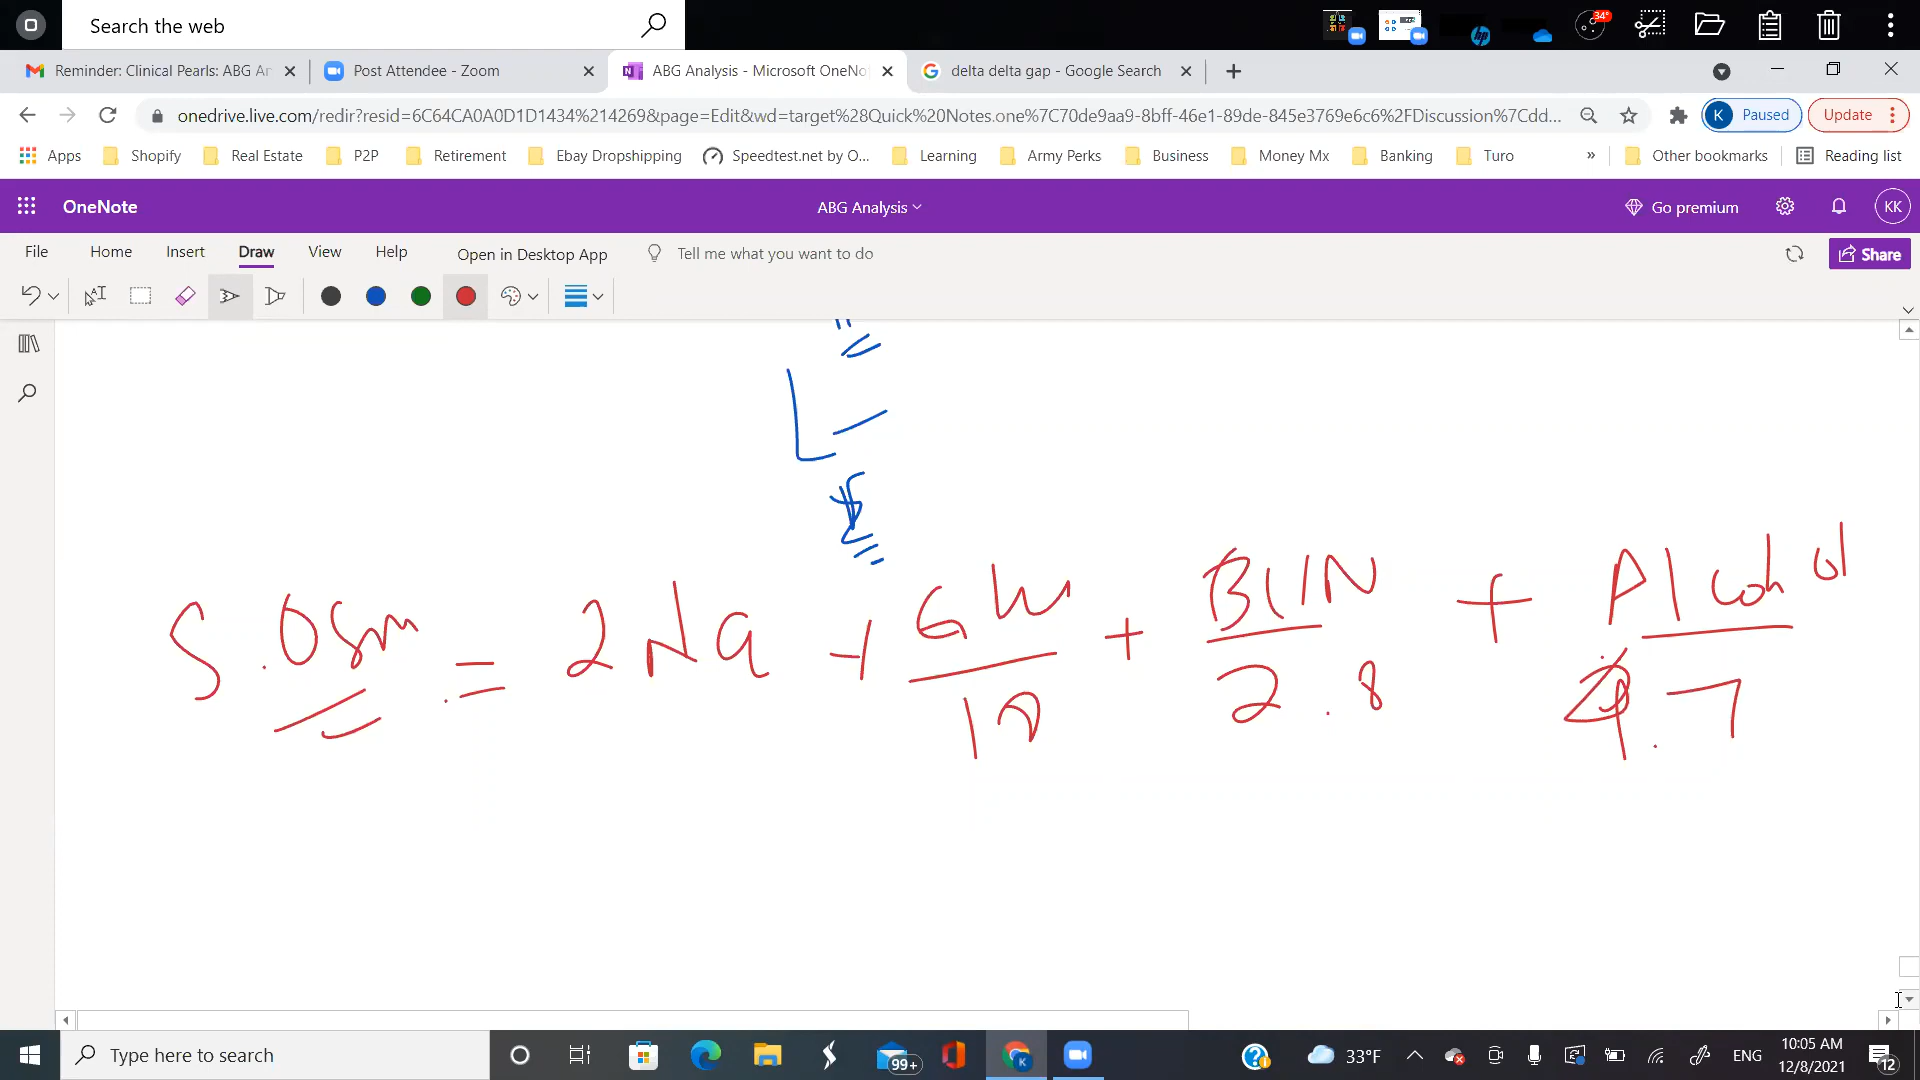 Search the web
34°
Reminder: Clinical Pearls: ABG An
Post Attendee - Zoom
ABG Analysis - Microsoft OneNo
delta delta gap - Google Search
onedrive.live.com/redir?resid=6C64CA0A0D1D1434%214269&page=Edit&wd=target%28Quick%20Notes.one%7C70de9aa9-8bff-46e1-89de-845e3769e6c6%2FDiscussion%7Cdd...
K Paused
Update
Apps Shopify Real Estate P2P Retirement Ebay Dropshipping Speedtest.net by O... Learning Army Perks Business Money Mx Banking Turo » Other bookmarks Reading list
OneNote
ABG Analysis
Go premium
KK
File Home Insert Draw View Help Open in Desktop App Tell me what you want to do
Share
S.Osm = 2Na + Glu + BUN + Alcohol
18 2.8 .7
Type here to search
99+
33°F
ENG
10:05 AM
12/8/2021
12